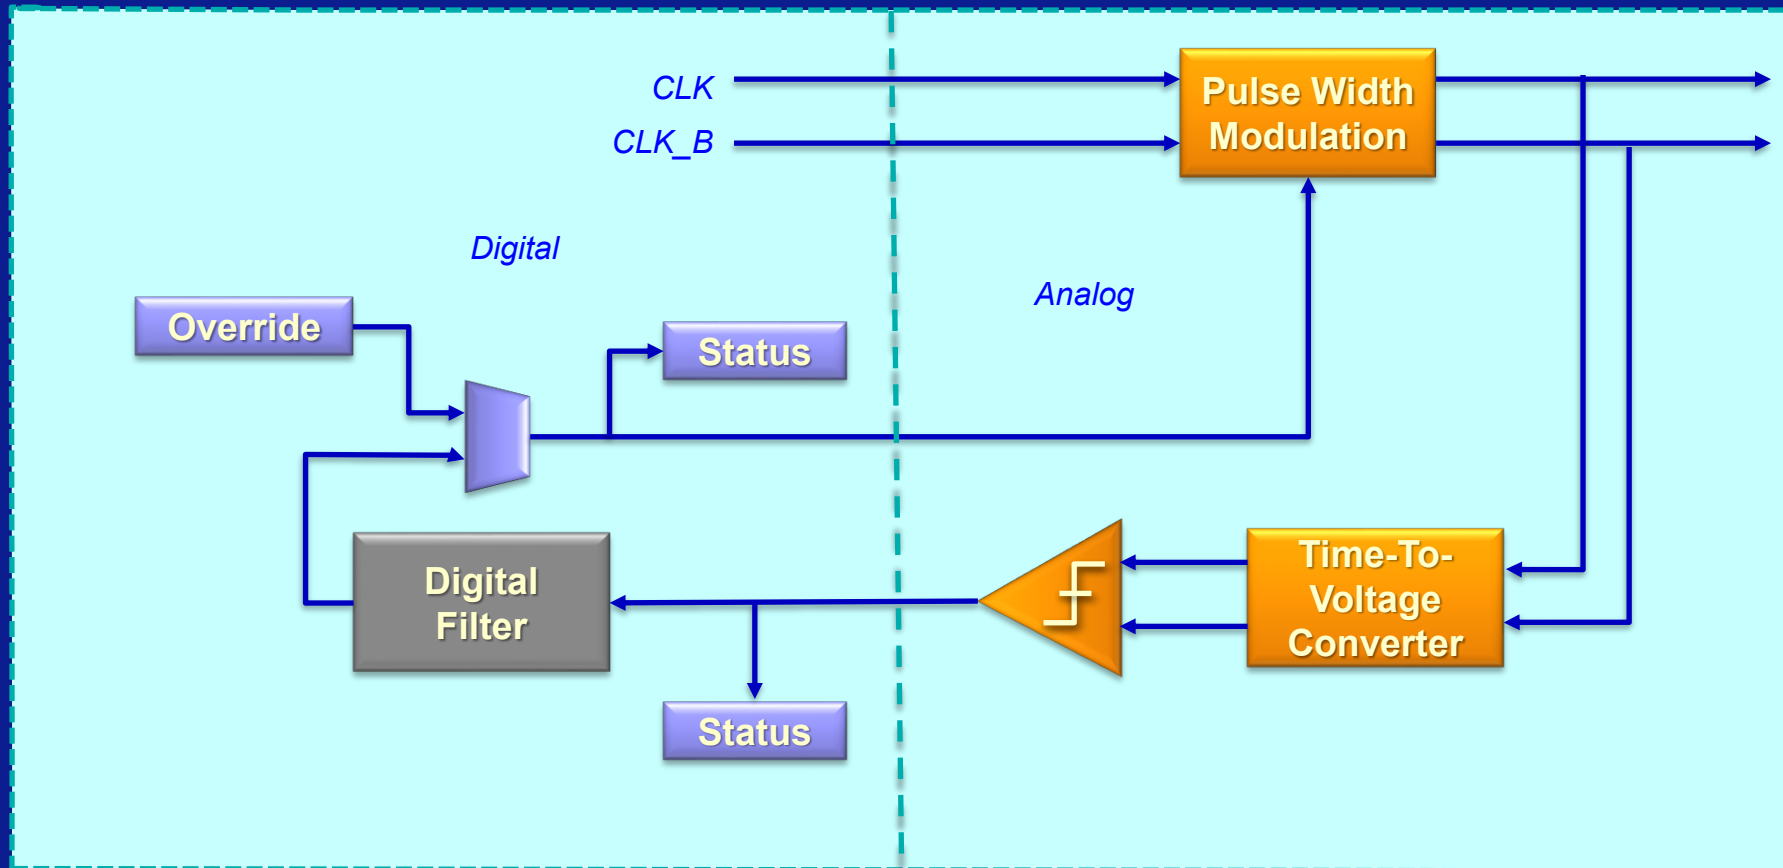 CLK
Pulse Width
Modulation
CLK_B
Digital
Analog
Override
Status
Digital
Filter
Time-To-
Voltage
Converter
Status